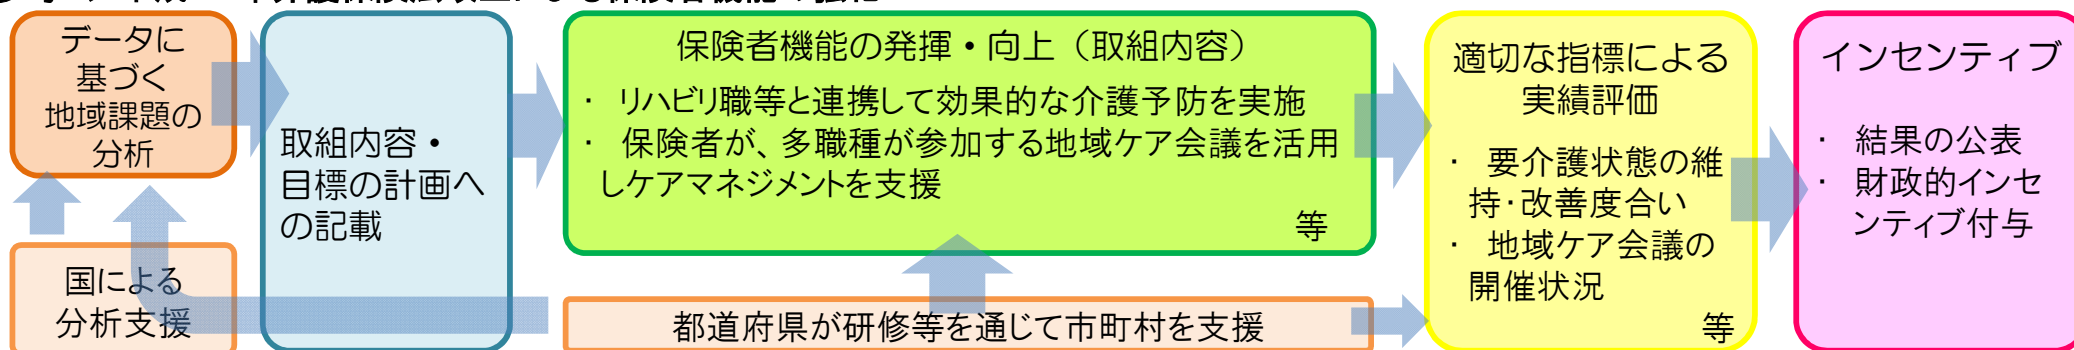 データに
基づく
地域課題の
分析
国による
分析支援
取組内容・
目標の計画へ
の記載
保険者機能の発揮・向上（取組内容）
・ リハビリ職等と連携して効果的な介護予防を実施
・ 保険者が、多職種が参加する地域ケア会議を活用
しケアマネジメントを支援
等
都道府県が研修等を通じて市町村を支援
適切な指標による
実績評価
・ 要介護状態の維
持・改善度合い
・ 地域ケア会議の
開催状況
等
インセンティブ
・ 結果の公表
・ 財政的インセ
ンティブ付与